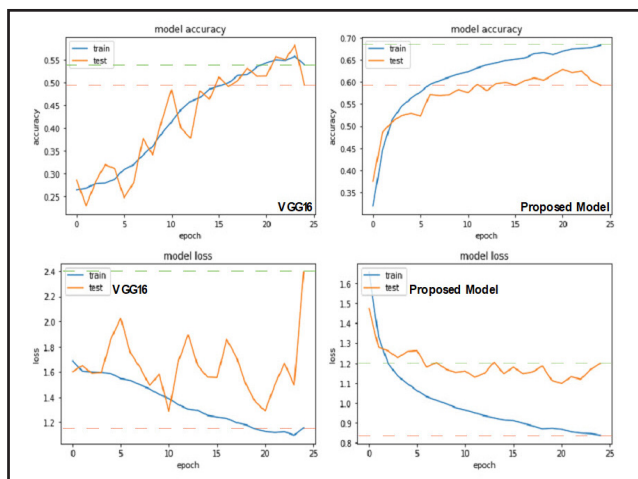 model accuracy
train
test
0.55
0.50
0.45
0.40
0.35
0.30
0.25
accuracy
0
5
10
15
20
25
epoch
VGG16
model accuracy
train
test
0.70
0.65
0.60
0.55
0.50
0.45
0.40
0.35
accuracy
0
5
10
15
20
25
epoch
Proposed Model
model loss
train
test
VGG16
2.4
2.2
2.0
1.8
1.6
1.4
1.2
loss
0
5
10
15
20
25
epoch
model loss
train
test
Proposed Model
1.6
1.5
1.4
1.3
1.2
1.1
1.0
0.9
0.8
loss
0
5
10
15
20
25
epoch